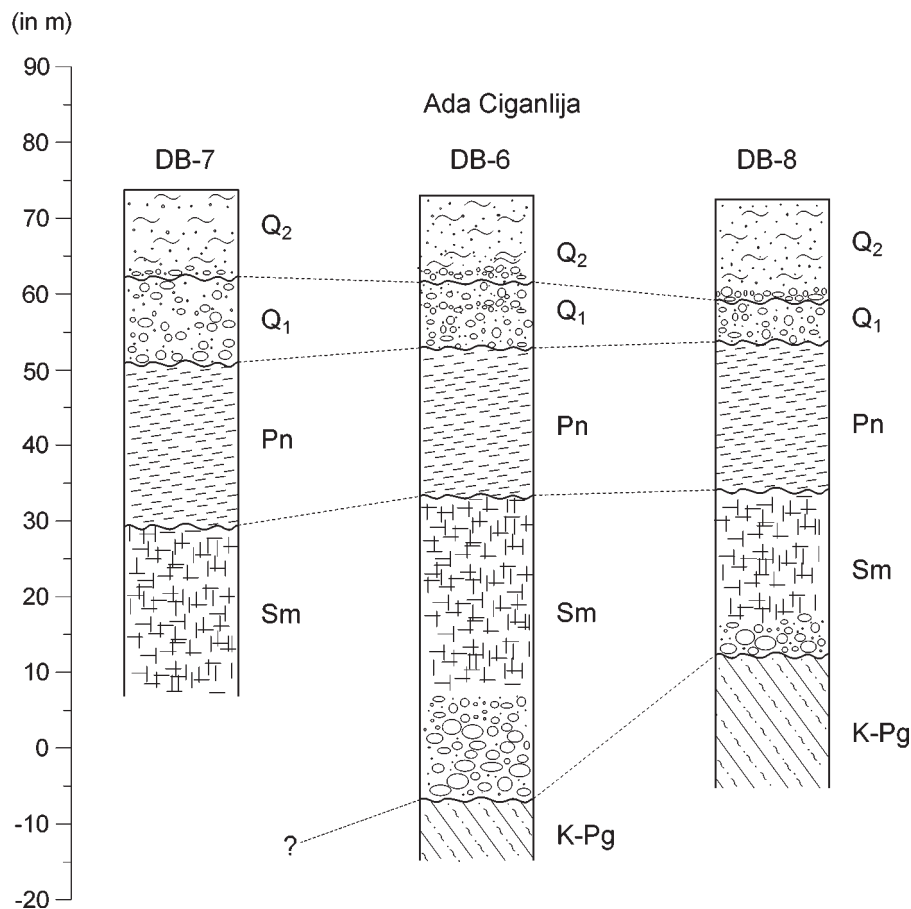 (in m)
90
80
70
60
50
40
30
20
10
0
-10
-20
Ada Ciganlija
DB-7
DB-6
DB-8
Q₂
Q₁
Pn
Sm
?
Q₂
Q₁
Pn
Sm
K-Pg
Q₂
Q₁
Pn
Sm
K-Pg